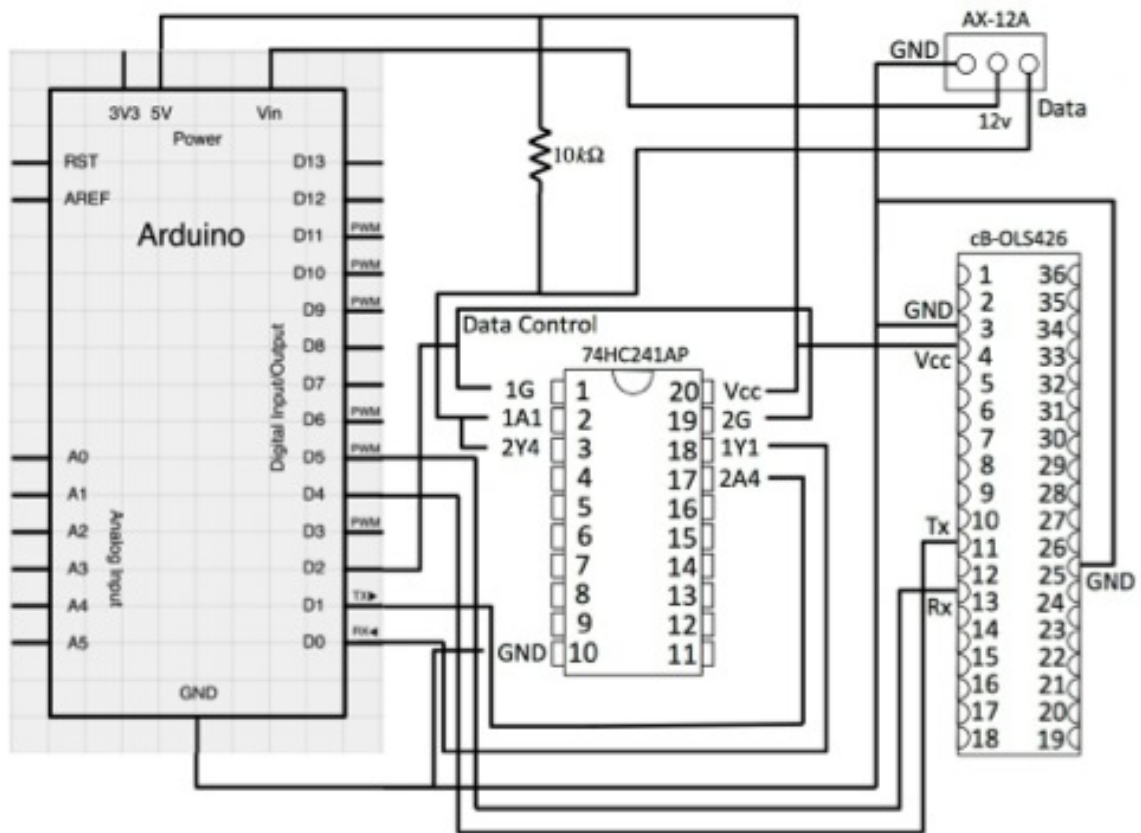 AX-12A
GND
12v
Data
3V3 5V Vin
Power
RST
AREF
Arduino
D13
D12
D11 PWM
D10 PWM
D9 PWM
D8
D7
D6 PWM
D5 PWM
D4
D3 PWM
D2
D1 TX▶
D0 RX◀
Digital Input/Output
A0
A1
A2
A3
A4
A5
Analog Input
GND
10kΩ
Data Control
74HC241AP
1G 1 20 Vcc
1A1 2 19 2G
2Y4 3 18 1Y1
4 17 2A4
5 16
6 15
7 14
8 13
9 12
GND 10 11
cB-OLS426
1 36
2 35
GND 3 34
Vcc 4 33
5 32
6 31
7 30
8 29
9 28
10 27
Tx 11 26
12 25 GND
Rx 13 24
14 23
15 22
16 21
17 20
18 19